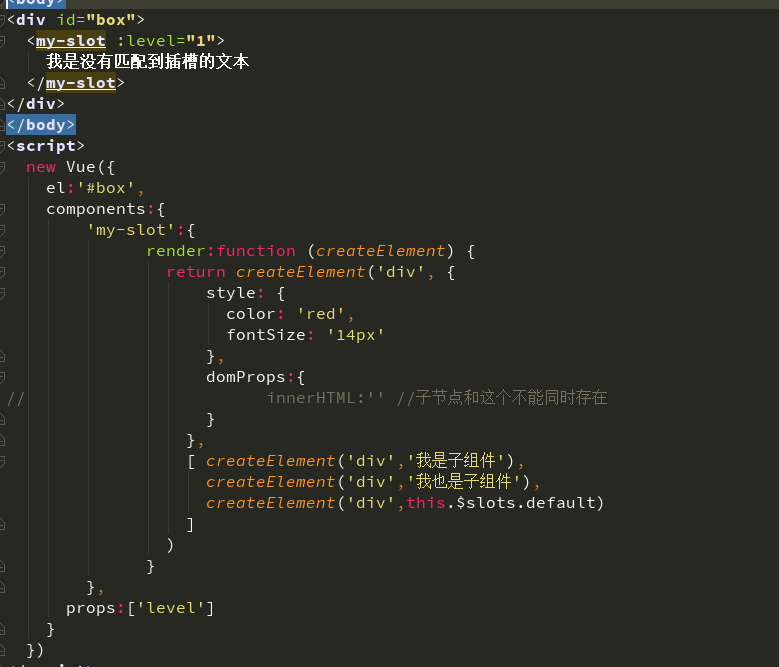 <body>
<div id="box">
<my-slot :level="1">
我是没有匹配到插槽的文本
</my-slot>
</div>
</body>
<script>
new Vue({
el:'#box',
components:{
'my-slot':{
render:function (createElement) {
return createElement('div', {
style: {
color: 'red',
fontSize: '14px'
},
domProps:{
// innerHTML:'' //子节点和这个不能同时存在
}
},
[ createElement('div','我是子组件'),
createElement('div','我也是子组件'),
createElement('div',this.$slots.default)
]
)
}
},
props:['level']
}
})